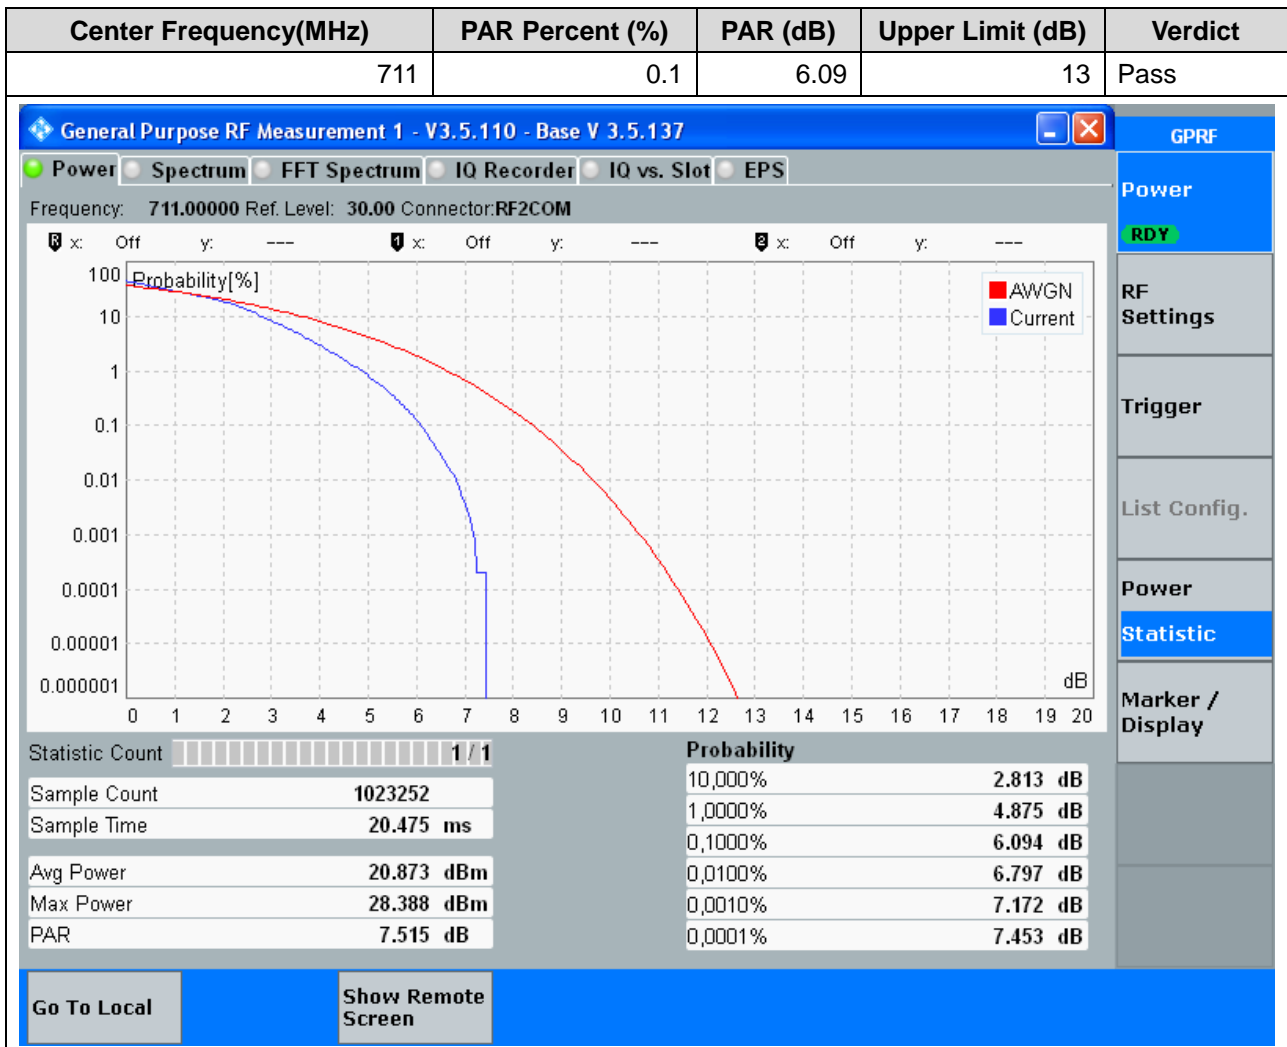 Center Frequency(MHz) PAR Percent (%) PAR (dB) Upper Limit (dB) Verdict
711 0.1 6.09 13 Pass
General Purpose RF Measurement 1 - V3.5.110 - Base V 3.5.137
GPRF
Power Spectrum FFT Spectrum IQ Recorder IQ vs. Slot EPS
Frequency: 711.00000 Ref. Level: 30.00 Connector:RF2COM
Power
RDY
R x: Off y: --- 1 x: Off y: --- 2 x: Off y: ---
100 Probability[%]
AWGN
Current
10
1
0.1
0.01
0.001
0.0001
0.00001
0.000001
dB
0 1 2 3 4 5 6 7 8 9 10 11 12 13 14 15 16 17 18 19 20
RF
Settings
Trigger
List Config.
Power
Statistic
Marker /
Display
Statistic Count 1 / 1
Sample Count 1023252
Sample Time 20.475 ms
Avg Power 20.873 dBm
Max Power 28.388 dBm
PAR 7.515 dB
Probability
10,000% 2.813 dB
1,0000% 4.875 dB
0,1000% 6.094 dB
0,0100% 6.797 dB
0,0010% 7.172 dB
0,0001% 7.453 dB
Go To Local
Show Remote
Screen